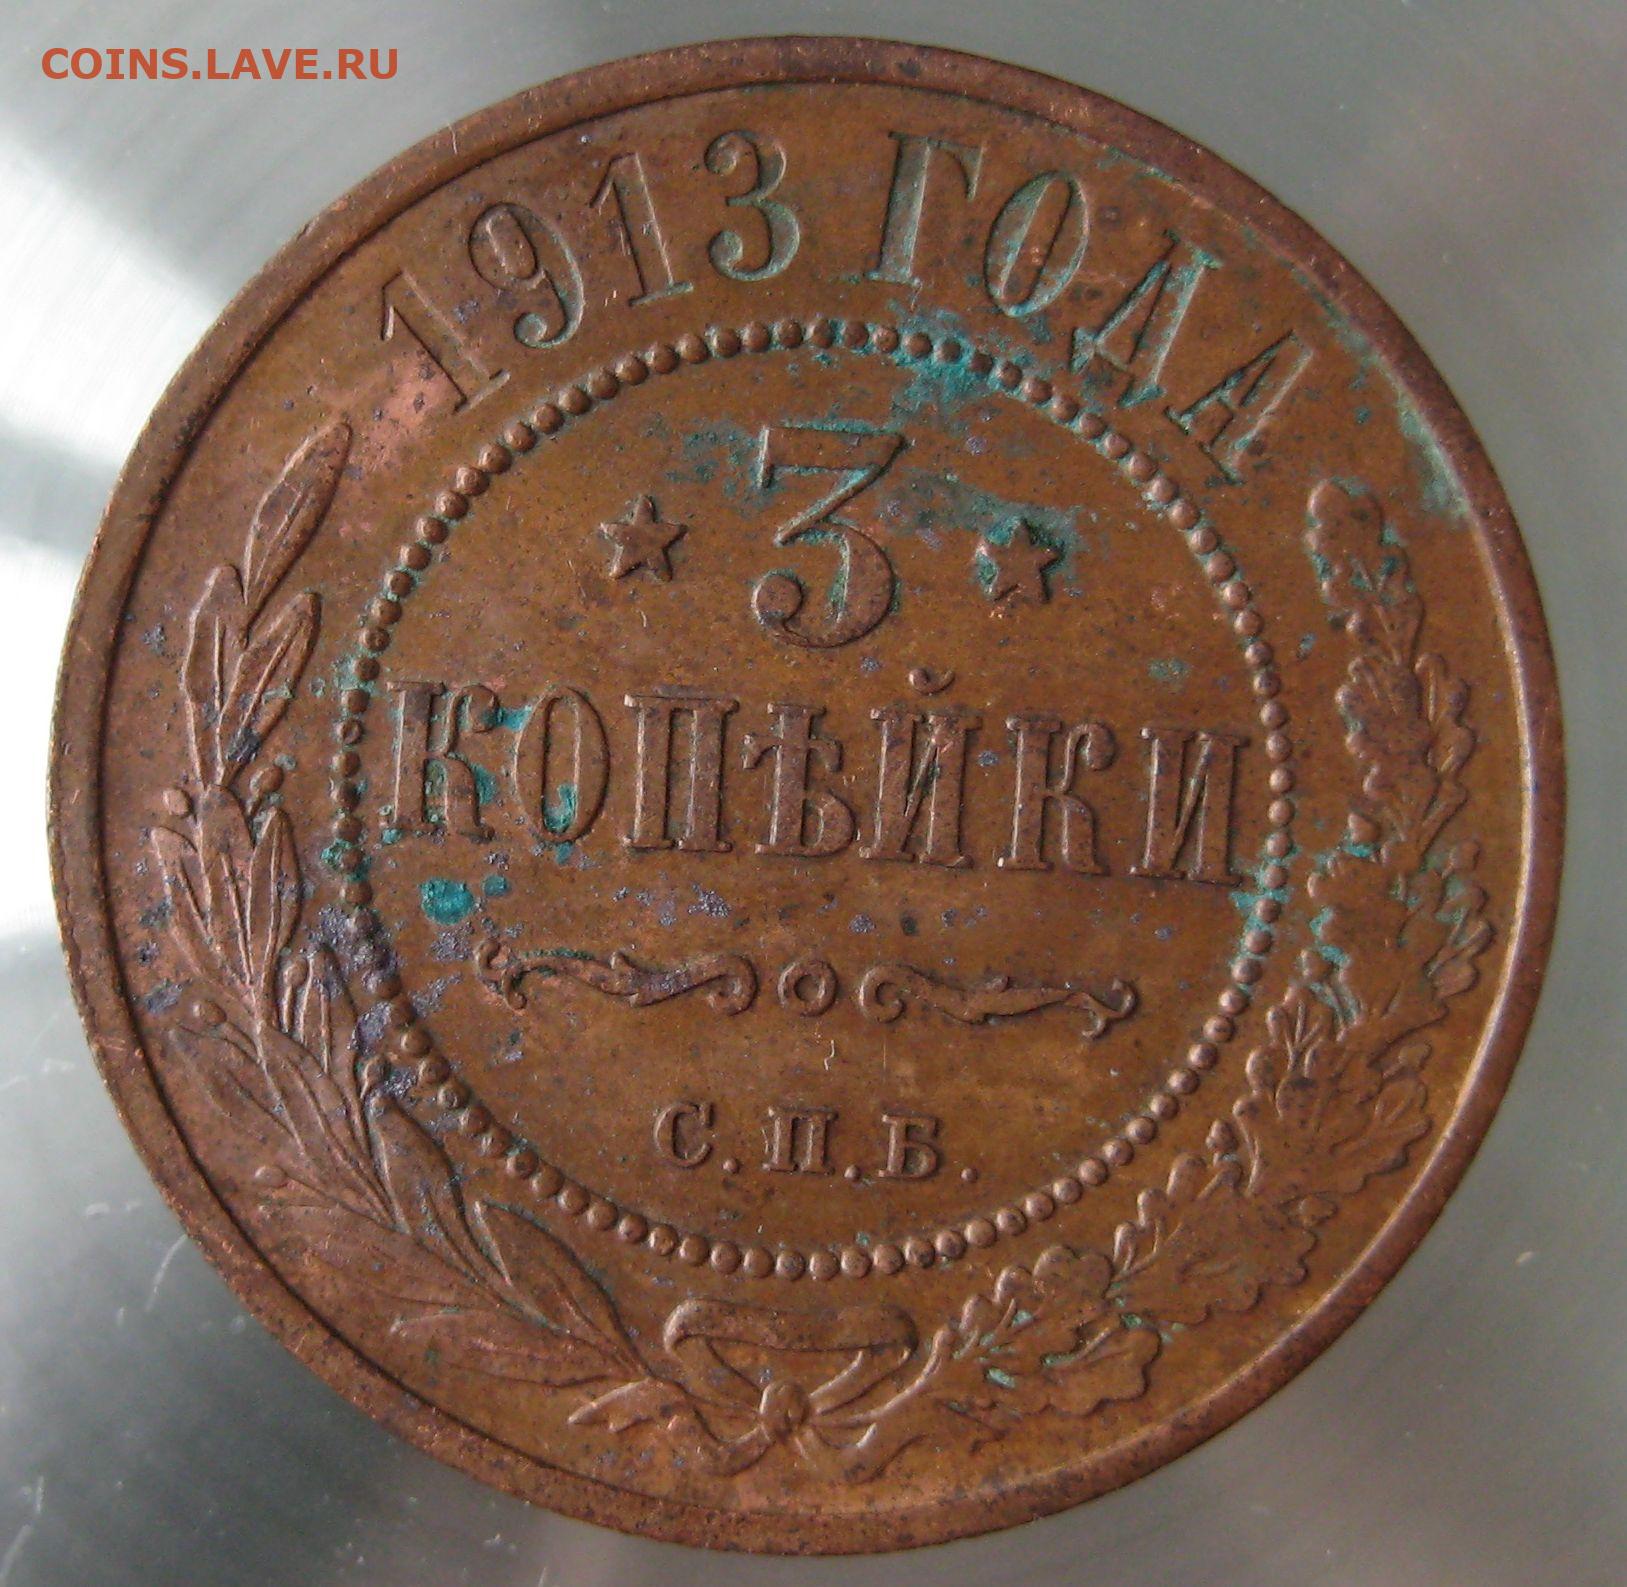 COINS.LAVE.RU
1913 ГОДА
3
КОПѢЙКИ
С.П.Б.